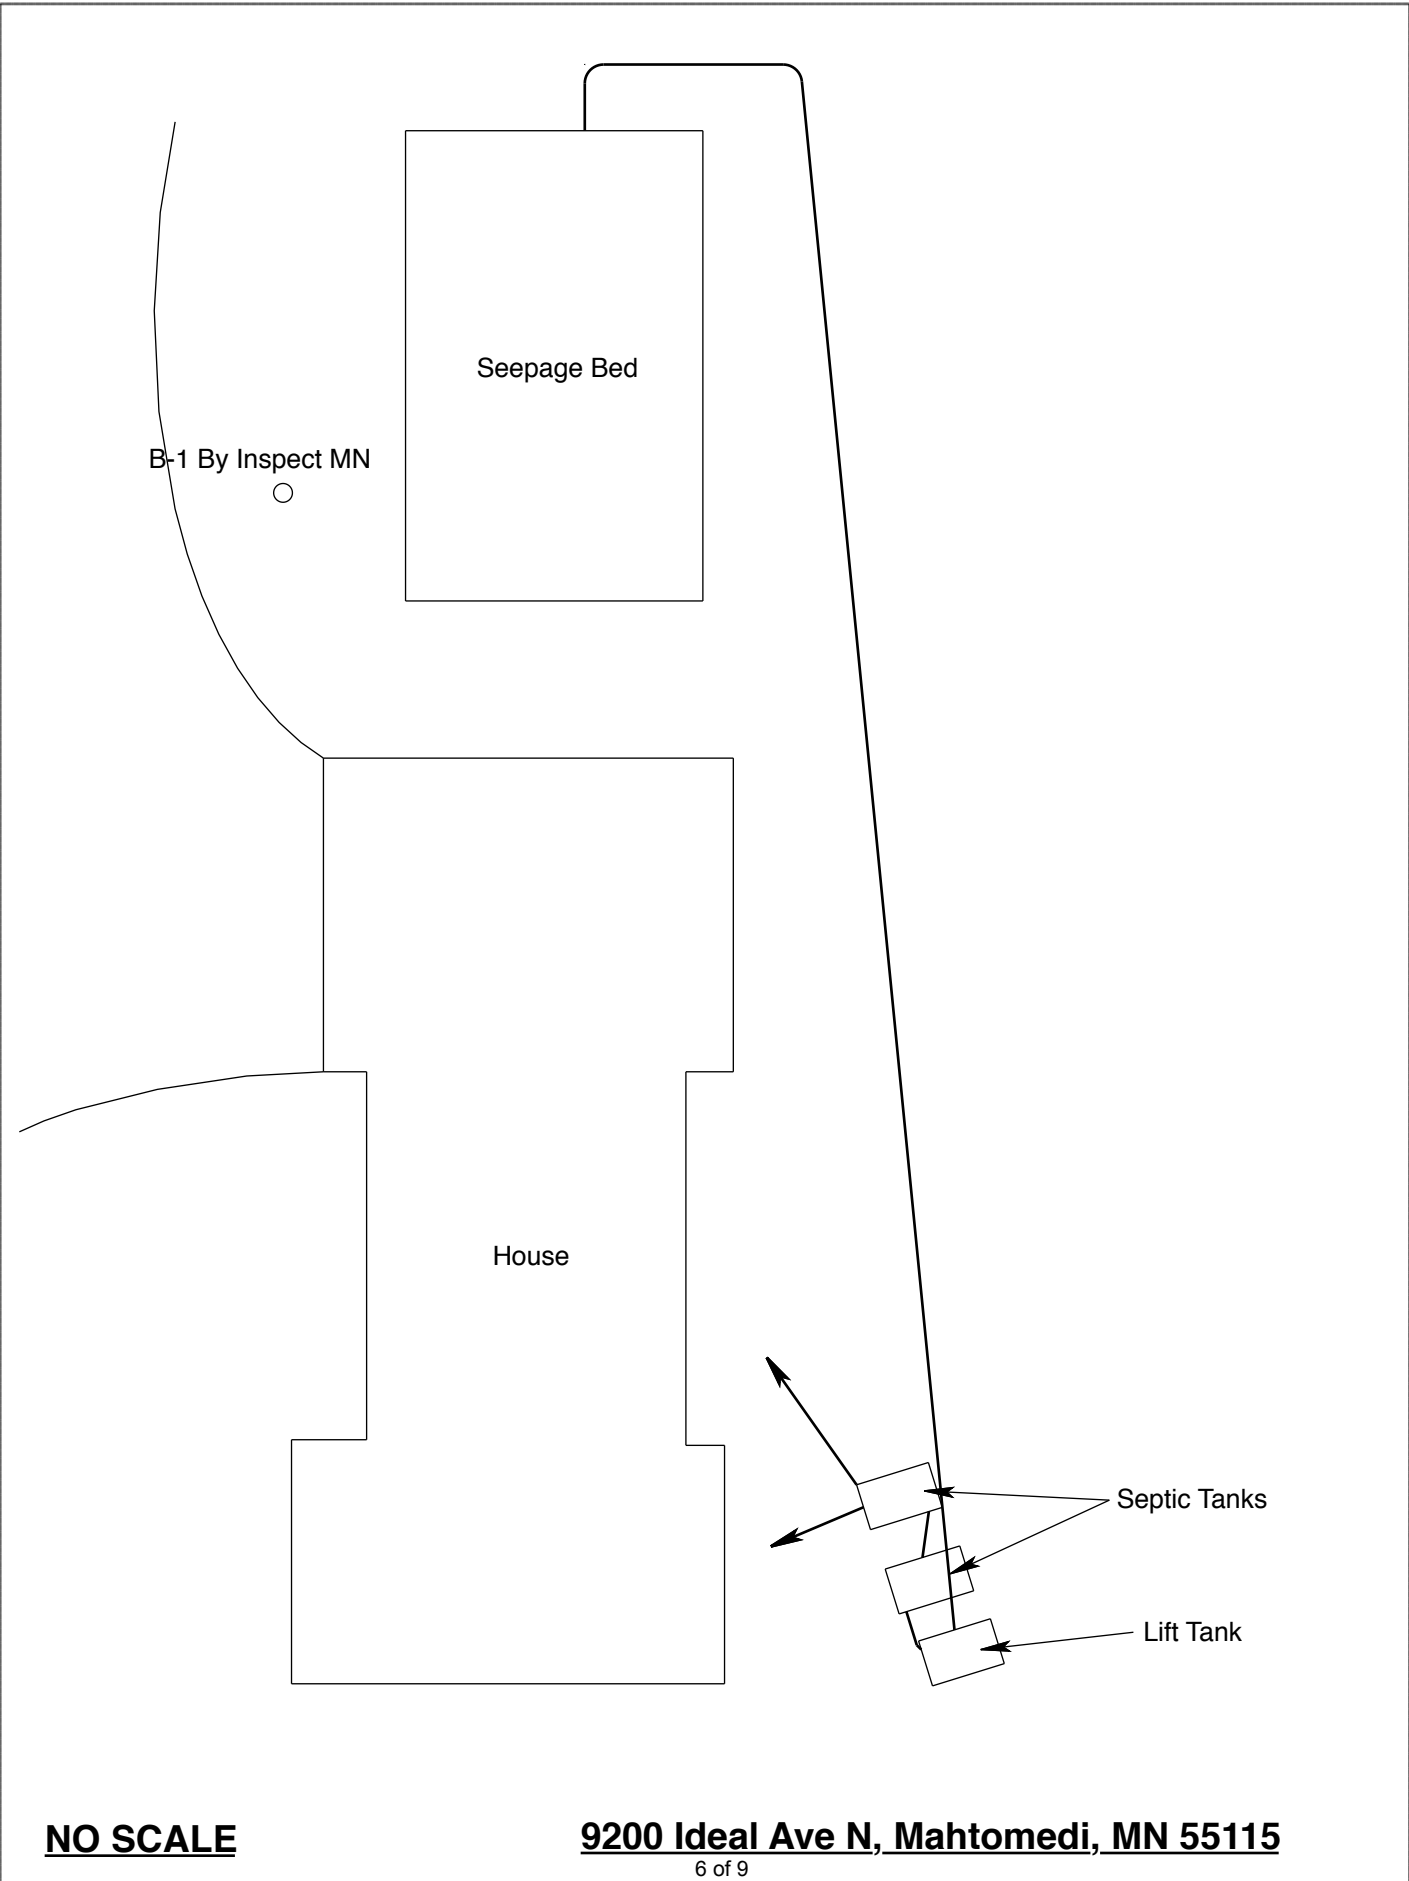 Seepage Bed
B-1 By Inspect MN
House
Septic Tanks
Lift Tank
NO SCALE
9200 Ideal Ave N, Mahtomedi, MN 55115
6 of 9